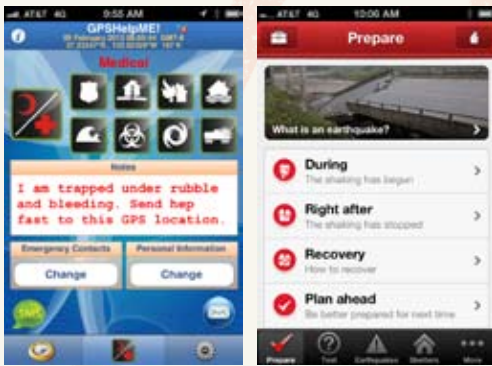 AT&T 4G 9:55 AM
GPSHelpME!
Medical
Notes
I am trapped under rubble
and bleeding. Send hep
fast to this GPS location.
Emergency Contacts Personal Information
Change Change
SMS
AT&T 4G 10:06 AM
Prepare
What is an earthquake?
During
The shaking has begun
Right after
The shaking has stopped
Recovery
How to recover
Plan ahead
Be better prepared for next time
Prepare Test Earthquakes Shelters More